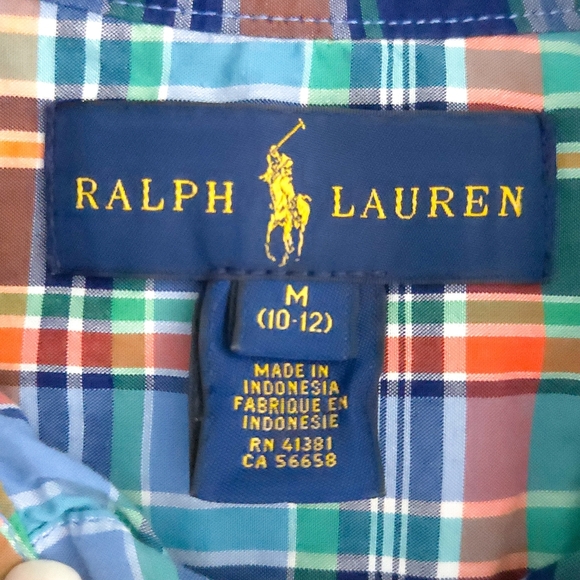 RALPH LAUREN
M
(10-12)
MADE IN
INDONESIA
FABRIQUE EN
INDONESIE
RN 41381
CA 56658